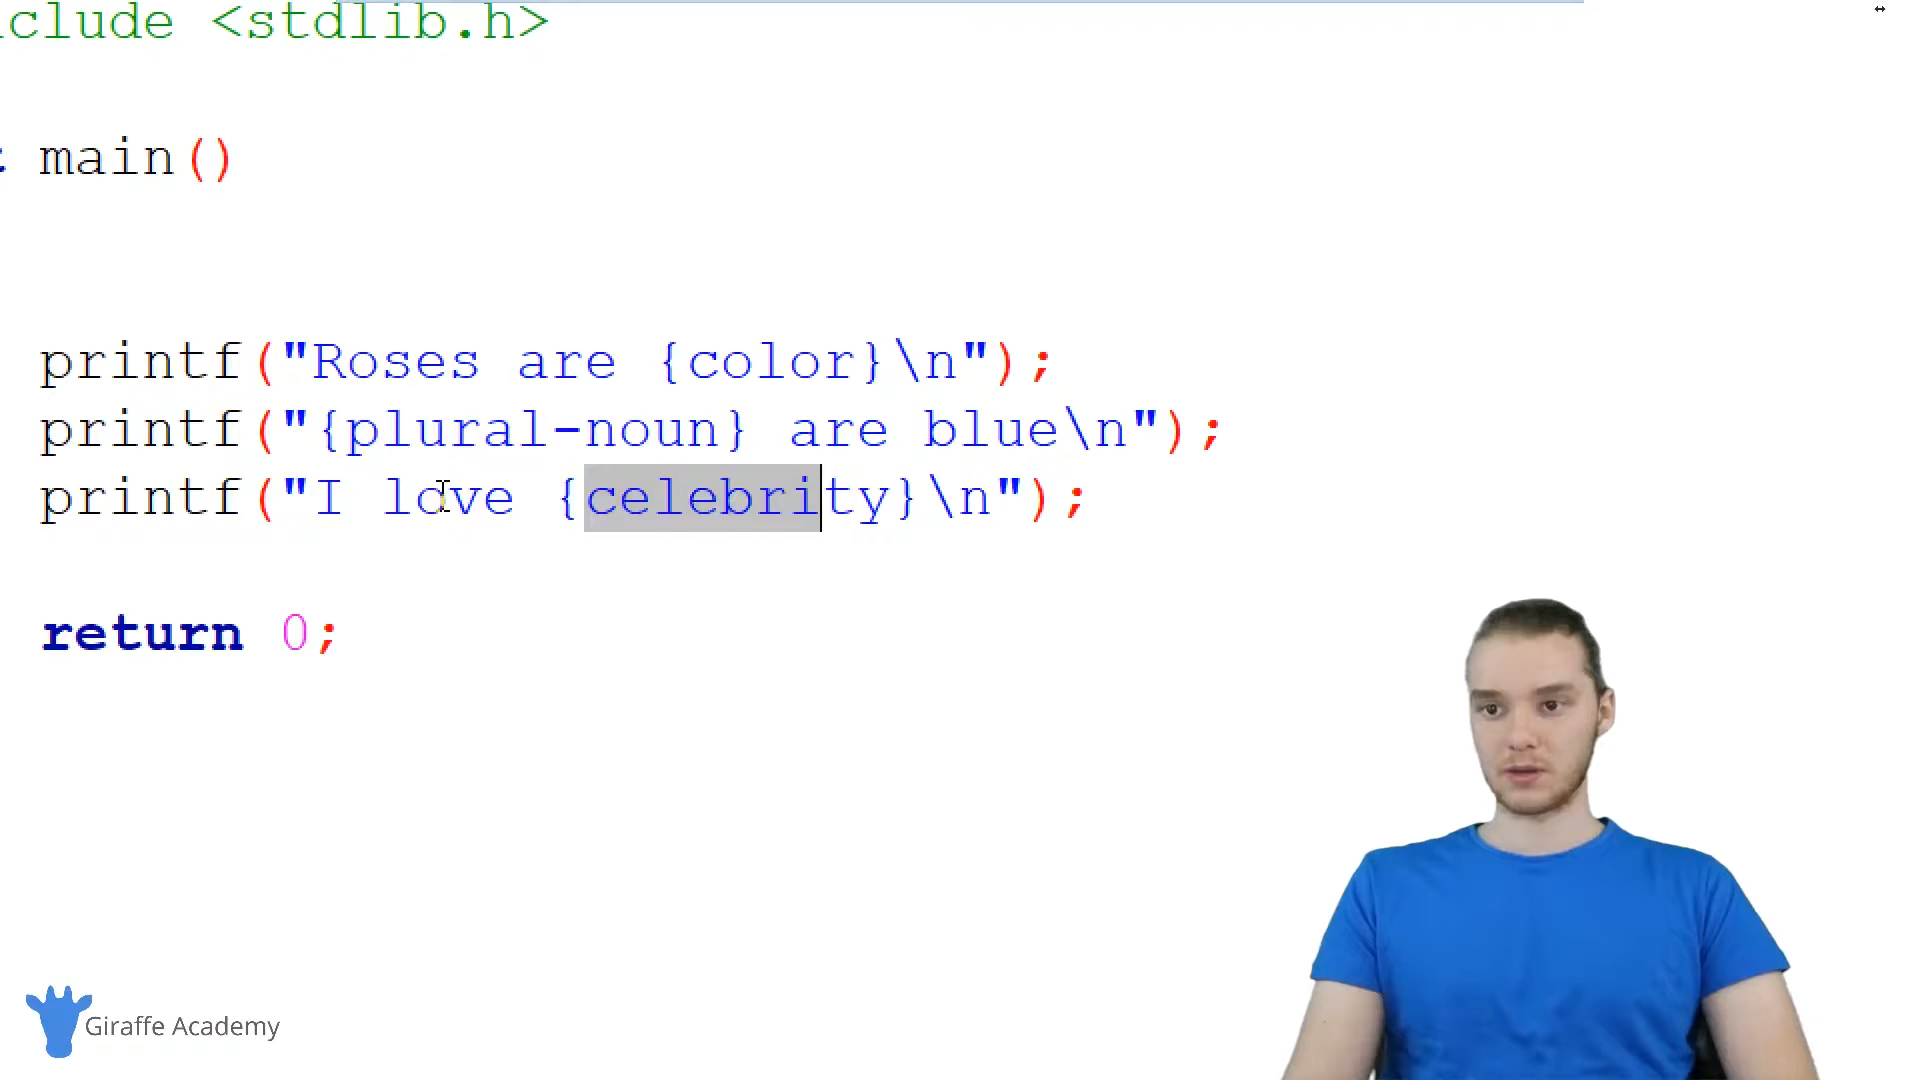 clude <stdlib.h>
main()
printf("Roses are {color}\n");
printf("{plural-noun} are blue\n");
printf("I love {celebrity}\n");
return 0;
Giraffe Academy